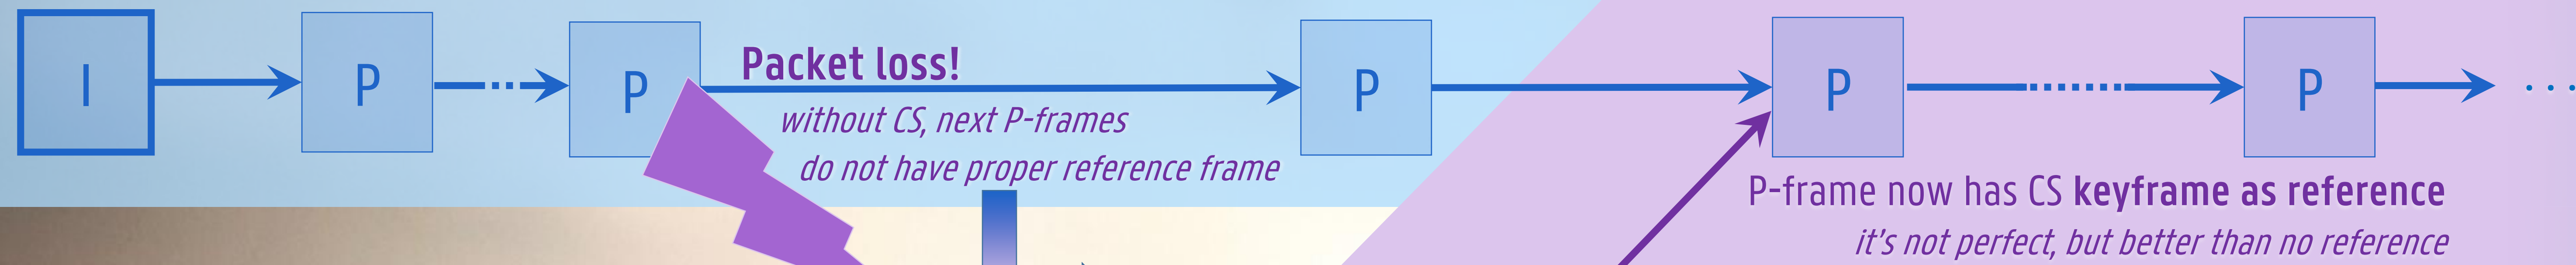 I
P
P
Packet loss!
without CS, next P-frames
do not have proper reference frame
P
P
P
. . .
P-frame now has CS keyframe as reference
it's not perfect, but better than no reference